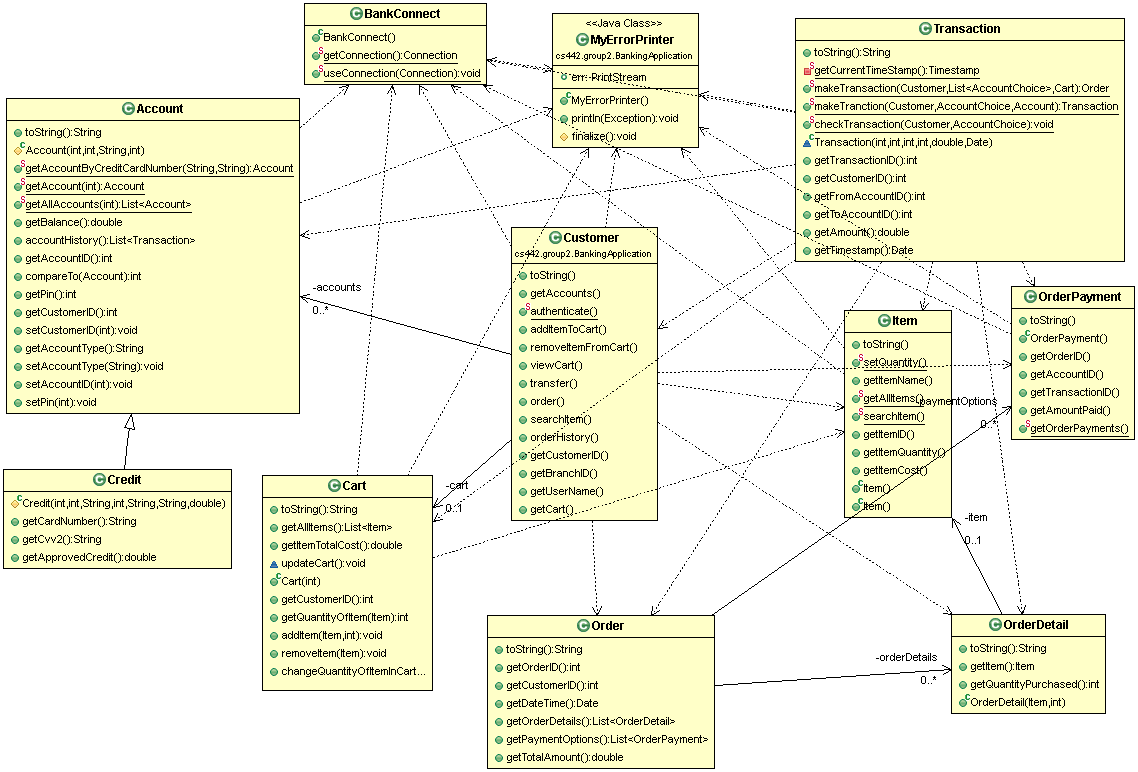 BankConnect
BankConnect()
getConnection():Connection
useConnection(Connection):void
<<Java Class>>
MyErrorPrinter
cs442.group2.BankingApplication
err: PrintStream
MyErrorPrinter()
println(Exception):void
finalize():void
Transaction
toString():String
getCurrentTimeStamp():Timestamp
makeTransaction(Customer,List<AccountChoice>,Cart):Order
makeTranction(Customer,AccountChoice,Account):Transaction
checkTransaction(Customer,AccountChoice):void
Transaction(int,int,int,int,double,Date)
getTransactionID():int
getCustomerID():int
getFromAccountID():int
getToAccountID():int
getAmount():double
getTimestamp():Date
Account
toString():String
Account(int,int,String,int)
getAccountByCreditCardNumber(String,String):Account
getAccount(int):Account
getAllAccounts(int):List<Account>
getBalance():double
accountHistory():List<Transaction>
getAccountID():int
compareTo(Account):int
getPin():int
getCustomerID():int
setCustomerID(int):void
getAccountType():String
setAccountType(String):void
setAccountID(int):void
setPin(int):void
-accounts
0..*
Customer
cs442.group2.BankingApplication
toString()
getAccounts()
authenticate()
addItemToCart()
removeItemFromCart()
viewCart()
transfer()
order()
searchItem()
orderHistory()
getCustomerID()
getBranchID()
getUserName()
getCart()
Item
toString()
setQuantity()
getItemName()
getAllItems()
searchItem()
getItemID()
getItemQuantity()
getItemCost()
Item()
Item()
OrderPayment
toString()
OrderPayment()
getOrderID()
getAccountID()
getTransactionID()
getAmountPaid()
getOrderPayments()
-paymentOptions
0..*
Credit
Credit(int,int,String,int,String,String,double)
getCardNumber():String
getCvv2():String
getApprovedCredit():double
Cart
toString():String
getAllItems():List<Item>
getItemTotalCost():double
updateCart():void
Cart(int)
getCustomerID():int
getQuantityOfItem(Item):int
addItem(Item,int):void
removeItem(Item):void
changeQuantityOfItemInCart...
-cart
0..1
-item
0..1
Order
toString():String
getOrderID():int
getCustomerID():int
getDateTime():Date
getOrderDetails():List<OrderDetail>
getPaymentOptions():List<OrderPayment>
getTotalAmount():double
-orderDetails
0..*
OrderDetail
toString():String
getItem():Item
getQuantityPurchased():int
OrderDetail(Item,int)